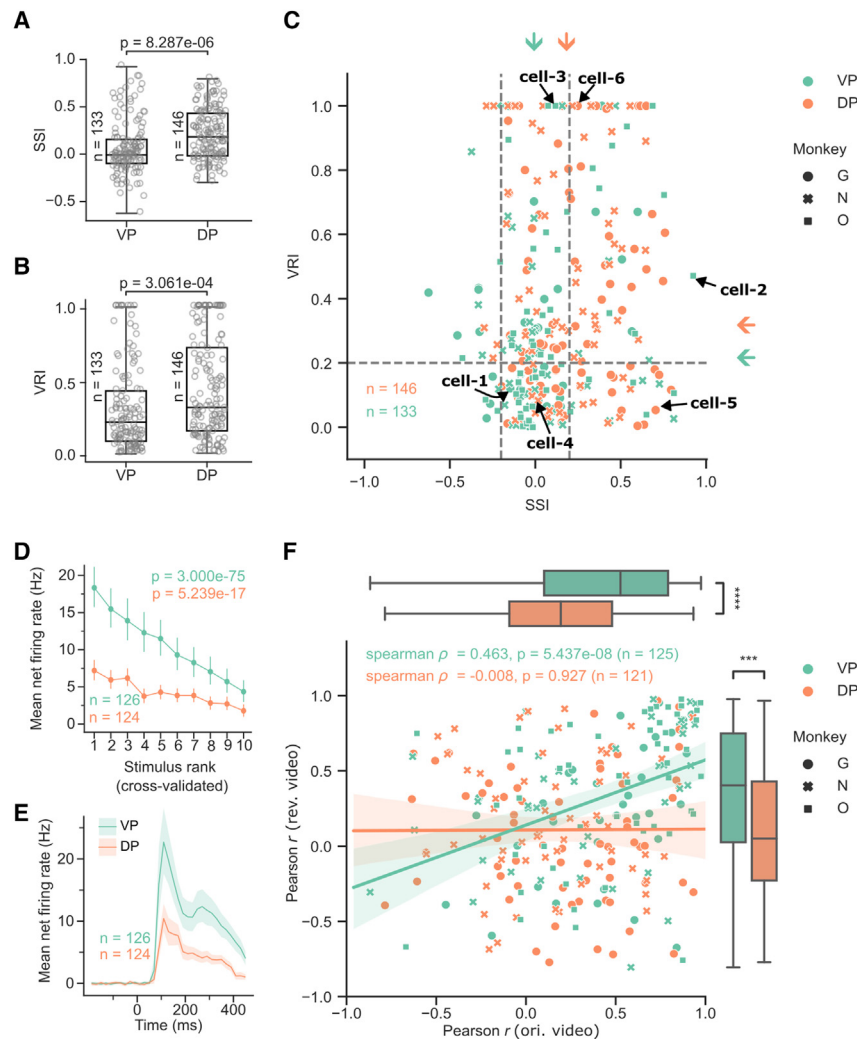 A
p = 8.287e-06
1.0
0.5
0.0
−0.5
SSI
n = 133
n = 146
VP
DP
B
p = 3.061e-04
1.0
0.5
0.0
VRI
n = 133
n = 146
VP
DP
C
cell-3
cell-6
1.0
0.8
0.6
0.4
0.2
0.0
VRI
cell-2
cell-1
n = 146
n = 133
cell-5
cell-4
−1.0
−0.5
0.0
0.5
1.0
SSI
VP
DP
Monkey
G
N
O
D
p = 3.000e-75
p = 5.239e-17
20
15
10
5
0
Mean net firing rate (Hz)
n = 126
n = 124
1 2 3 4 5 6 7 8 9 10
Stimulus rank
(cross-validated)
E
VP
DP
20
10
0
Mean net firing rate (Hz)
n = 126
n = 124
0 200 400
Time (ms)
F
****
spearman ρ = 0.463, p = 5.437e-08 (n = 125)
spearman ρ = -0.008, p = 0.927 (n = 121)
***
1.0
0.5
0.0
−0.5
−1.0
Pearson r (rev. video)
−1.0
−0.5
0.0
0.5
1.0
Pearson r (ori. video)
VP
DP
Monkey
G
N
O